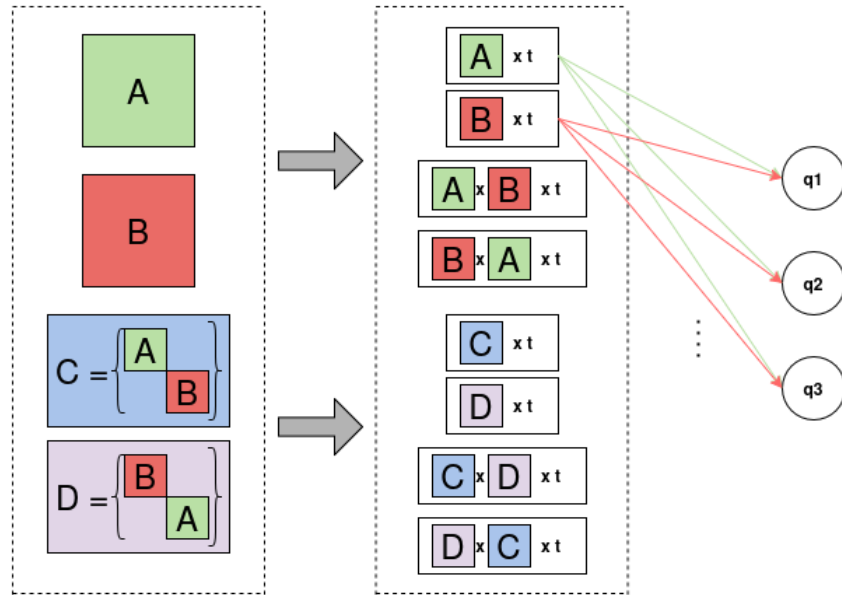 A
B
C = { A B }
D = { B A }
A x t
B x t
A x B x t
B x A x t
C x t
D x t
C x D x t
D x C x t
q1
q2
q3